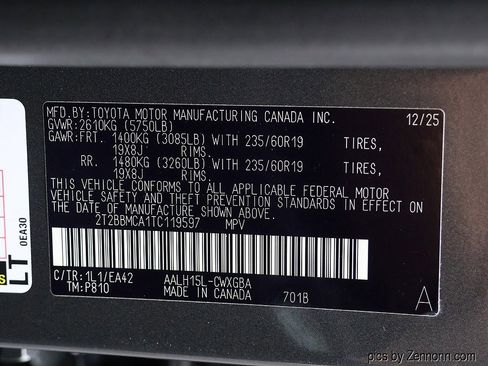 MFD.BY:TOYOTA MOTOR MANUFACTURING CANADA INC. 12/25
GVWR:2610KG (5750LB)
GAWR:FRT. 1400KG (3085LB) WITH 235/60R19 TIRES,
19X8J RIMS.
RR. 1480KG (3260LB) WITH 235/60R19 TIRES,
19X8J RIMS.
THIS VEHICLE CONFORMS TO ALL APPLICABLE FEDERAL MOTOR
VEHICLE SAFETY AND THEFT PREVENTION STANDARDS IN EFFECT ON
THE DATE OF MANUFACTURE SHOWN ABOVE.
2T2BBMCA1TC119597 MPV
C/TR:1L1/EA42 AALH15L-CWXGBA
TM:P810 MADE IN CANADA 701B A
LT 0EA30
S
pics by Zennonn.com